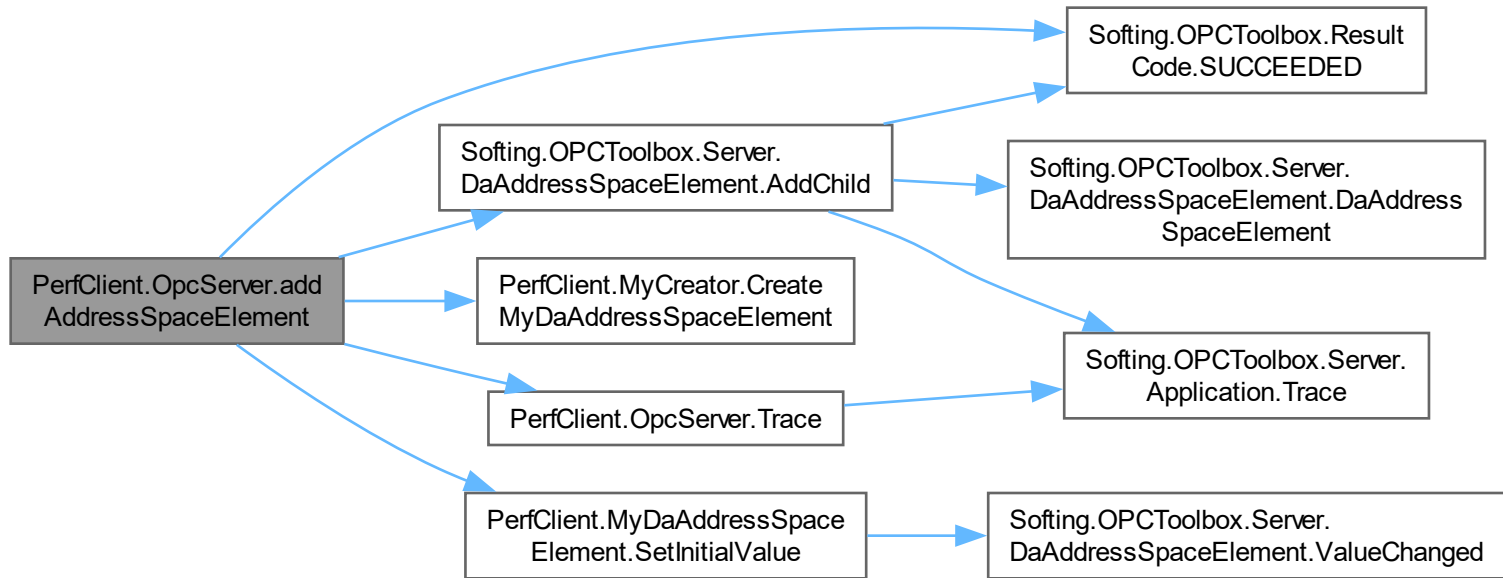 Softing.OPCToolbox.Result
Code.SUCCEEDED
Softing.OPCToolbox.Server.
DaAddressSpaceElement.AddChild
Softing.OPCToolbox.Server.
DaAddressSpaceElement.DaAddress
SpaceElement
PerfClient.OpcServer.add
AddressSpaceElement
PerfClient.MyCreator.Create
MyDaAddressSpaceElement
Softing.OPCToolbox.Server.
Application.Trace
PerfClient.OpcServer.Trace
PerfClient.MyDaAddressSpace
Element.SetInitialValue
Softing.OPCToolbox.Server.
DaAddressSpaceElement.ValueChanged